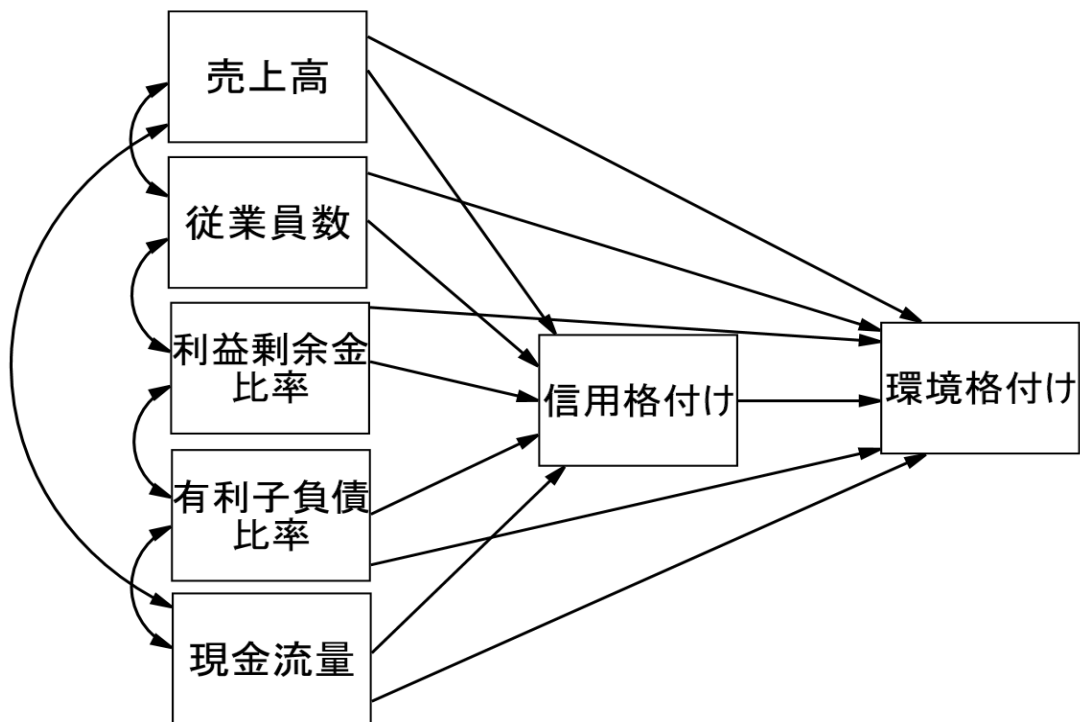 売上高
従業員数
利益剰余金
比率
有利子負債
比率
現金流量
信用格付け
環境格付け